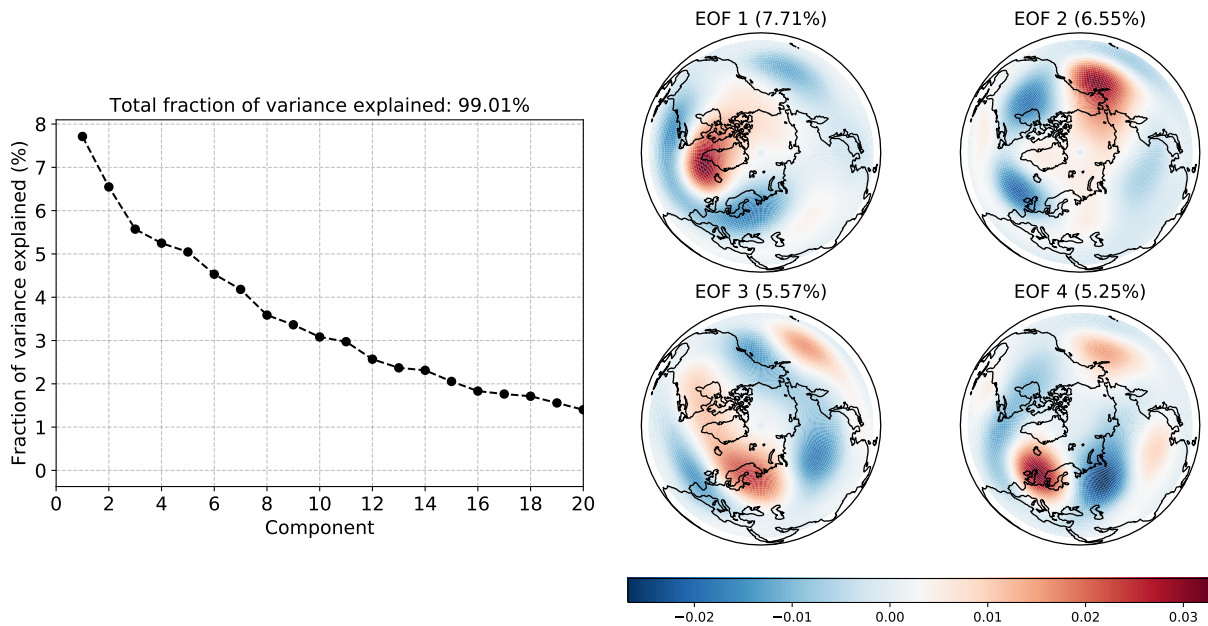 Total fraction of variance explained: 99.01%
Fraction of variance explained (%)
8
7
6
5
4
3
2
1
0
0 2 4 6 8 10 12 14 16 18 20
Component
EOF 1 (7.71%)
EOF 2 (6.55%)
EOF 3 (5.57%)
EOF 4 (5.25%)
−0.02 −0.01 0.00 0.01 0.02 0.03